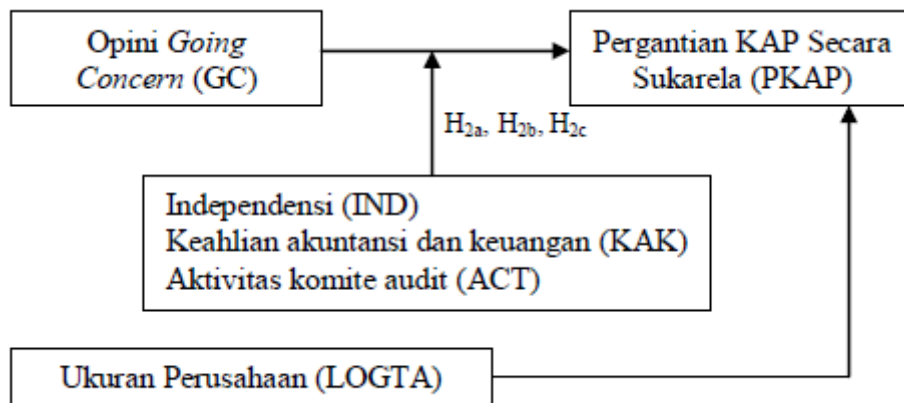 Opini Going
Concern (GC)
Pergantian KAP Secara
Sukarela (PKAP)
H2a, H2b, H2c
Independensi (IND)
Keahlian akuntansi dan keuangan (KAK)
Aktivitas komite audit (ACT)
Ukuran Perusahaan (LOGTA)